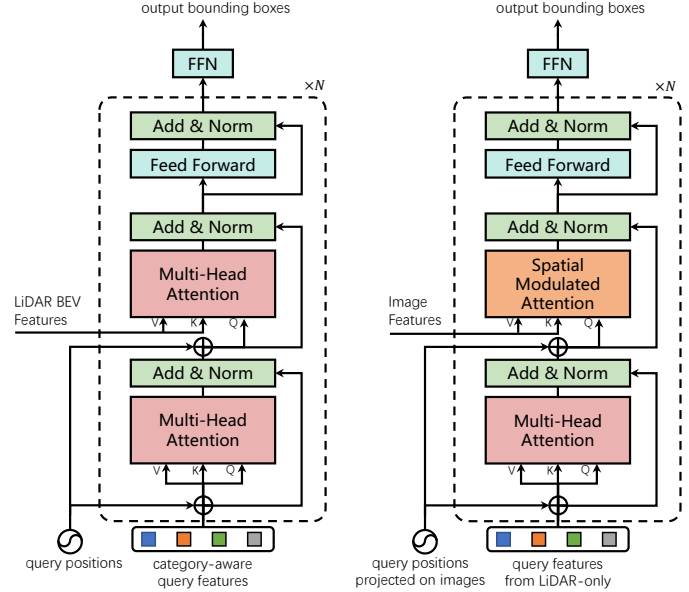 output bounding boxes
FFN
×N
Add & Norm
Feed Forward
Add & Norm
Multi-Head
Attention
LiDAR BEV
Features
V
K
Q
Add & Norm
Multi-Head
Attention
V
K
Q
query positions
category-aware
query features
output bounding boxes
FFN
×N
Add & Norm
Feed Forward
Add & Norm
Spatial
Modulated
Attention
Image
Features
V
K
Q
Add & Norm
Multi-Head
Attention
V
K
Q
query positions
projected on images
query features
from LiDAR-only